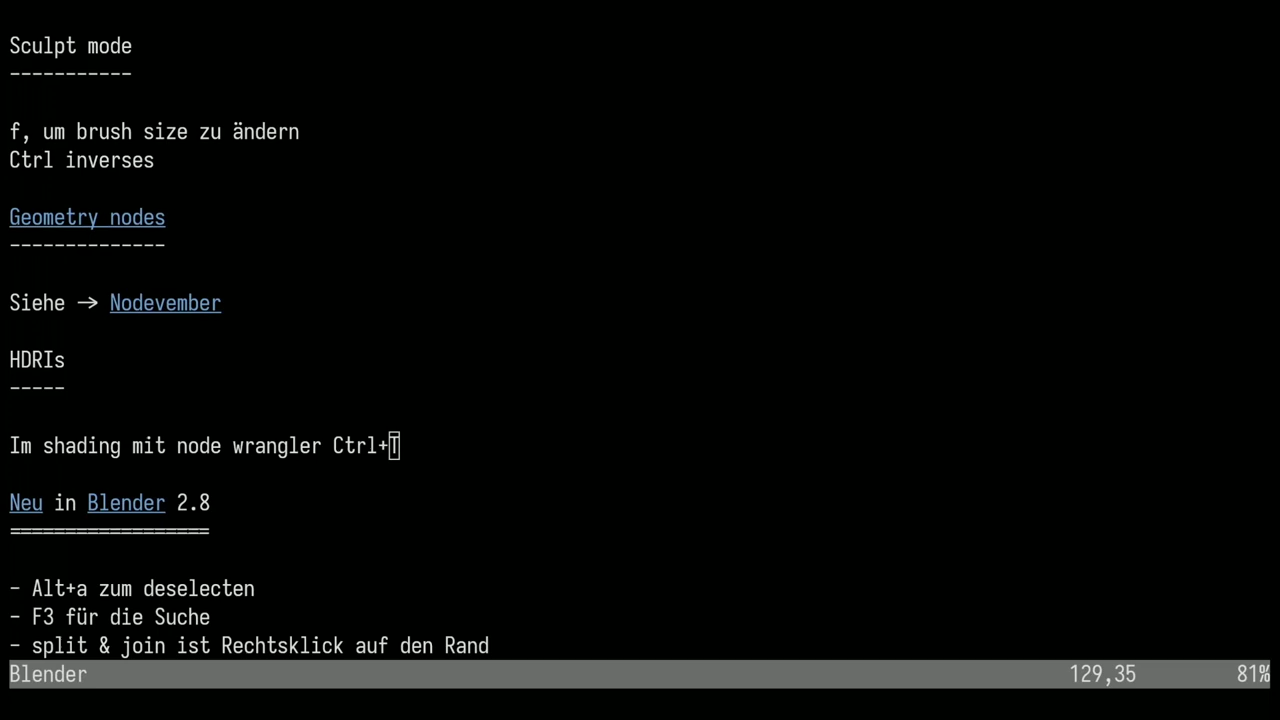 Sculpt mode
-----------
f, um brush size zu ändern
Ctrl inverses
Geometry nodes
--------------
Siehe → Nodevember
HDRIs
-----
Im shading mit node wrangler Ctrl+T
Neu in Blender 2.8
==================
- Alt+a zum deselecten
- F3 für die Suche
- split & join ist Rechtsklick auf den Rand
Blender 129,35 81%